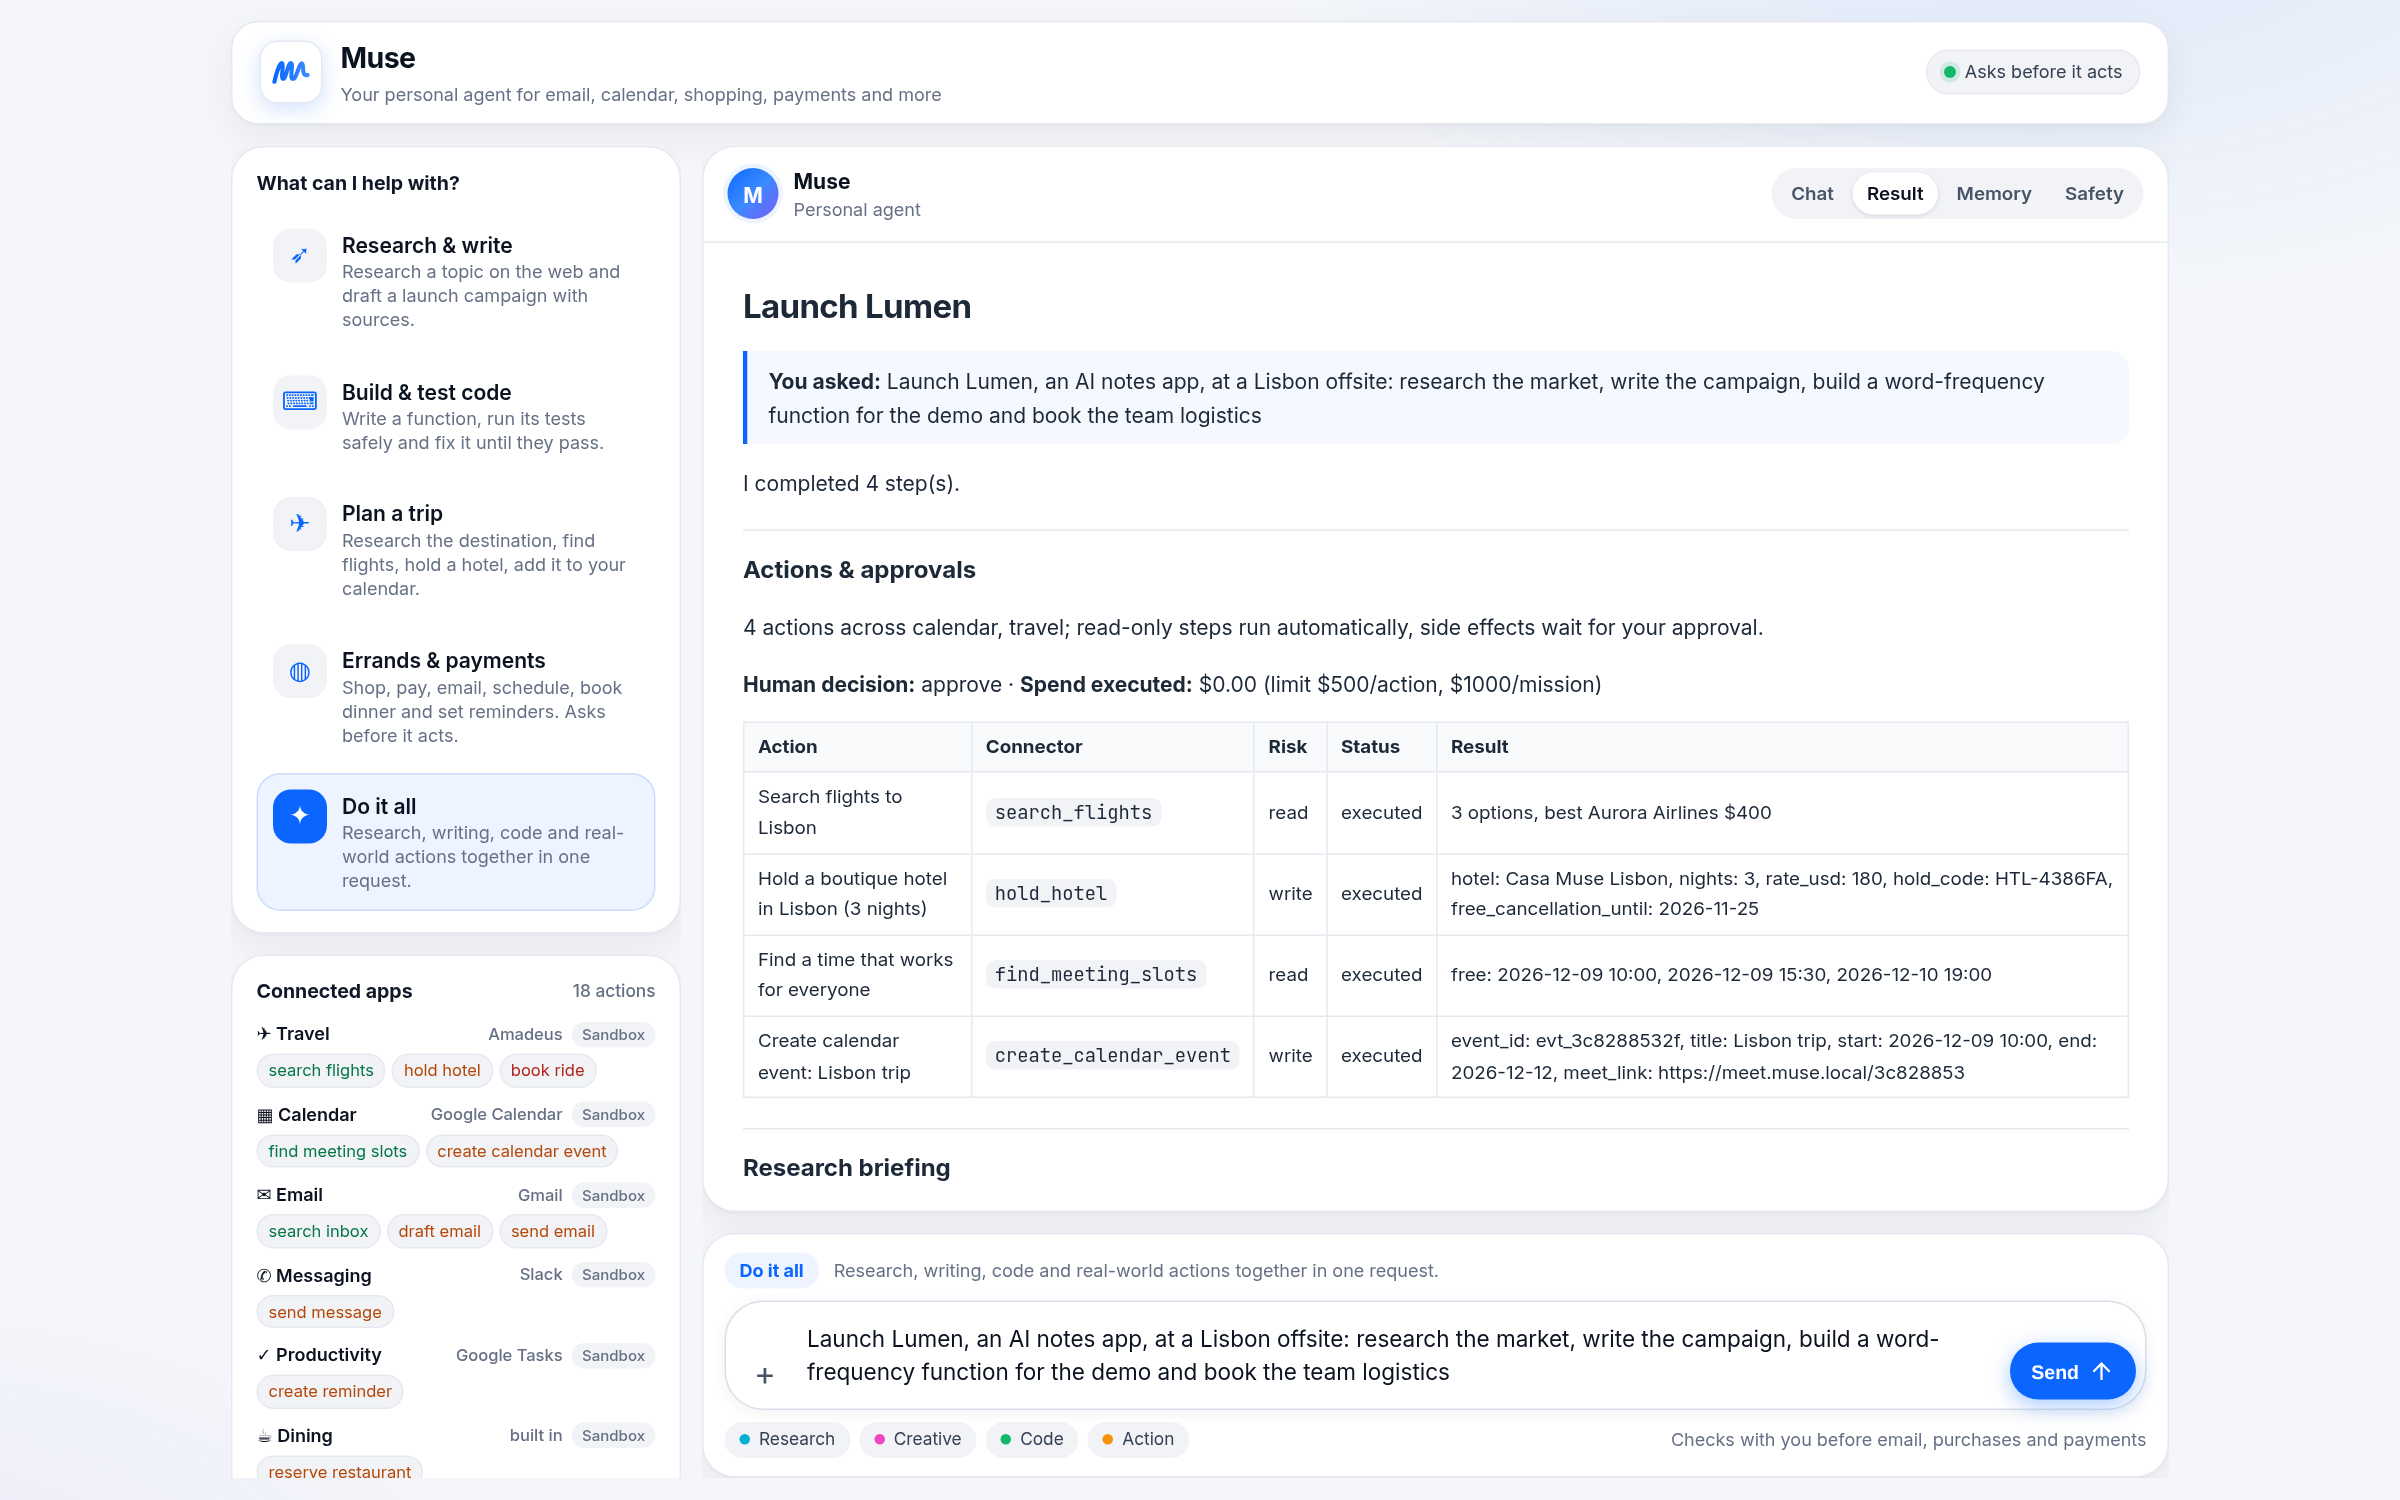 Muse
Your personal agent for email, calendar, shopping, payments and more
Asks before it acts
What can I help with?
Research & write
Research a topic on the web and
draft a launch campaign with
sources.
Build & test code
Write a function, run its tests
safely and fix it until they pass.
Plan a trip
Research the destination, find
flights, hold a hotel, add it to your
calendar.
Errands & payments
Shop, pay, email, schedule, book
dinner and set reminders. Asks
before it acts.
Do it all
Research, writing, code and real-
world actions together in one
request.
Connected apps
18 actions
Travel
Amadeus
Sandbox
search flights
hold hotel
book ride
Calendar
Google Calendar
Sandbox
find meeting slots
create calendar event
Email
Gmail
Sandbox
search inbox
draft email
send email
Messaging
Slack
Sandbox
send message
Productivity
Google Tasks
Sandbox
create reminder
Dining
built in
Sandbox
reserve restaurant
M
Muse
Personal agent
Chat
Result
Memory
Safety
Launch Lumen
You asked: Launch Lumen, an AI notes app, at a Lisbon offsite: research the market, write the campaign, build a word-frequency
function for the demo and book the team logistics
I completed 4 step(s).
Actions & approvals
4 actions across calendar, travel; read-only steps run automatically, side effects wait for your approval.
Human decision: approve · Spend executed: $0.00 (limit $500/action, $1000/mission)
Action
Connector
Risk
Status
Result
Search flights to
Lisbon
search_flights
read
executed
3 options, best Aurora Airlines $400
Hold a boutique hotel
in Lisbon (3 nights)
hold_hotel
write
executed
hotel: Casa Muse Lisbon, nights: 3, rate_usd: 180, hold_code: HTL-4386FA,
free_cancellation_until: 2026-11-25
Find a time that works
for everyone
find_meeting_slots
read
executed
free: 2026-12-09 10:00, 2026-12-09 15:30, 2026-12-10 19:00
Create calendar
event: Lisbon trip
create_calendar_event
write
executed
event_id: evt_3c8288532f, title: Lisbon trip, start: 2026-12-09 10:00, end:
2026-12-12, meet_link: https://meet.muse.local/3c828853
Research briefing
Do it all
Research, writing, code and real-world actions together in one request.
Launch Lumen, an AI notes app, at a Lisbon offsite: research the market, write the campaign, build a word-
frequency function for the demo and book the team logistics
Send
Research
Creative
Code
Action
Checks with you before email, purchases and payments